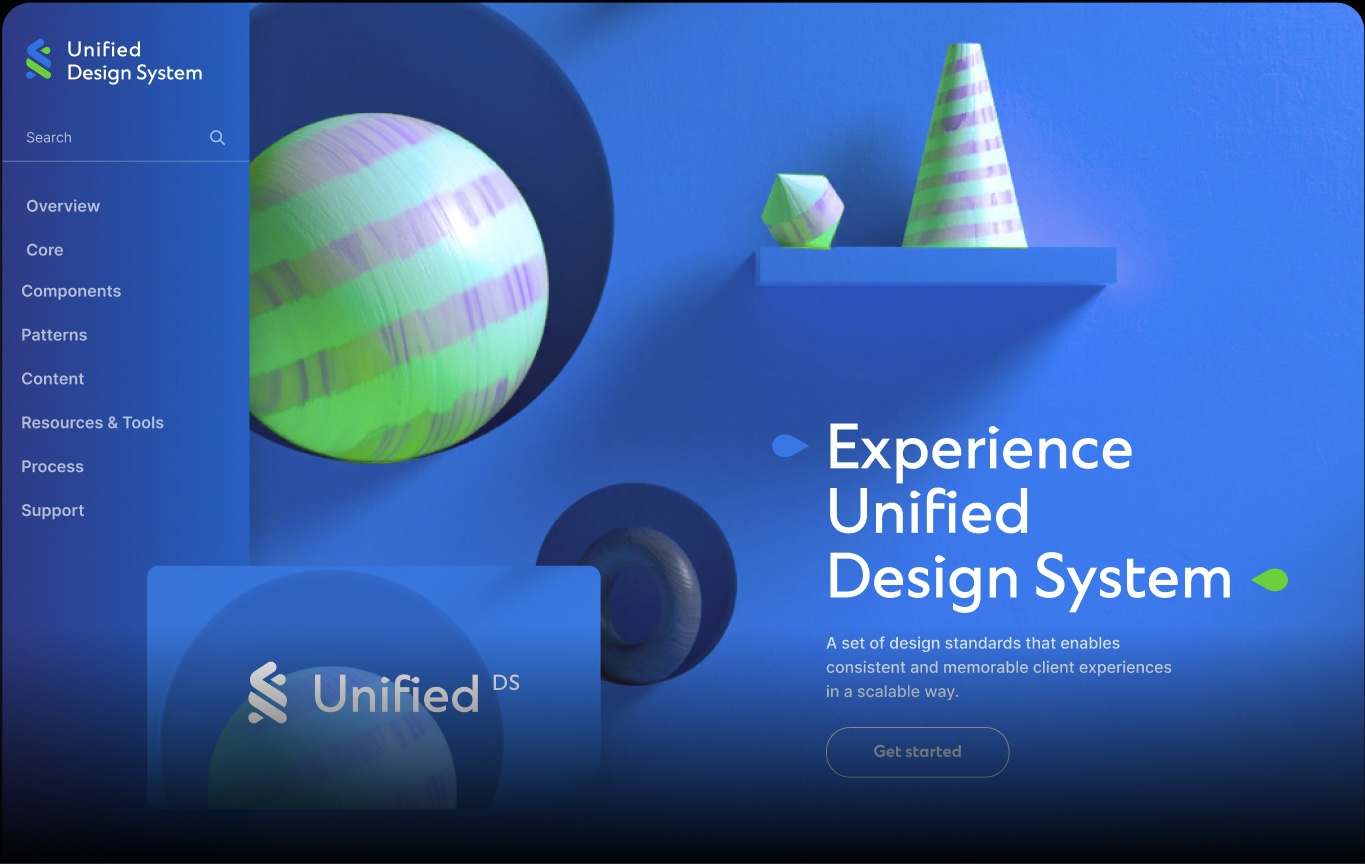 Unified
Design System
Search
Overview
Core
Components
Patterns
Content
Resources & Tools
Process
Support
Experience
Unified
Design System
A set of design standards that enables
consistent and memorable client experiences
in a scalable way.
Get started
Unified DS